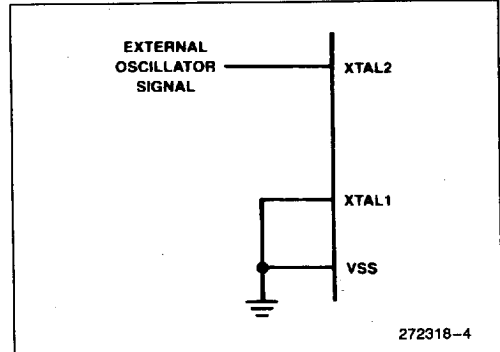 EXTERNAL
OSCILLATOR
SIGNAL
XTAL2
XTAL1
VSS
272318–4